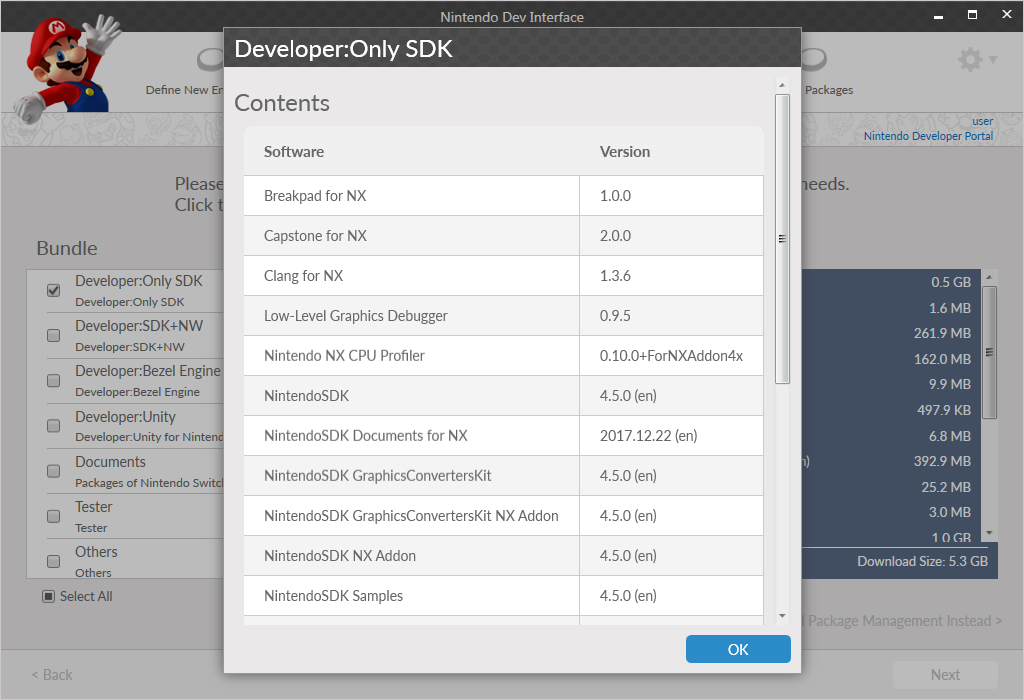 Nintendo Dev Interface
Developer:Only SDK
Define New En
Packages
user
Nintendo Developer Portal
Please
needs.
Click t
Contents
Software Version
Breakpad for NX 1.0.0
Capstone for NX 2.0.0
Clang for NX 1.3.6
Low-Level Graphics Debugger 0.9.5
Nintendo NX CPU Profiler 0.10.0+ForNXAddon4x
NintendoSDK 4.5.0 (en)
NintendoSDK Documents for NX 2017.12.22 (en)
NintendoSDK GraphicsConvertersKit 4.5.0 (en)
NintendoSDK GraphicsConvertersKit NX Addon 4.5.0 (en)
NintendoSDK NX Addon 4.5.0 (en)
NintendoSDK Samples 4.5.0 (en)
OK
Bundle
Developer:Only SDK
Developer:Only SDK
Developer:SDK+NW
Developer:SDK+NW
Developer:Bezel Engine
Developer:Bezel Engine
Developer:Unity
Developer:Unity for Nintend
Documents
Packages of Nintendo Switc
Tester
Tester
Others
Others
Select All
0.5 GB
1.6 MB
261.9 MB
162.0 MB
9.9 MB
497.9 KB
6.8 MB
n) 392.9 MB
25.2 MB
3.0 MB
1.0 GB
Download Size: 5.3 GB
Package Management Instead >
< Back
Next